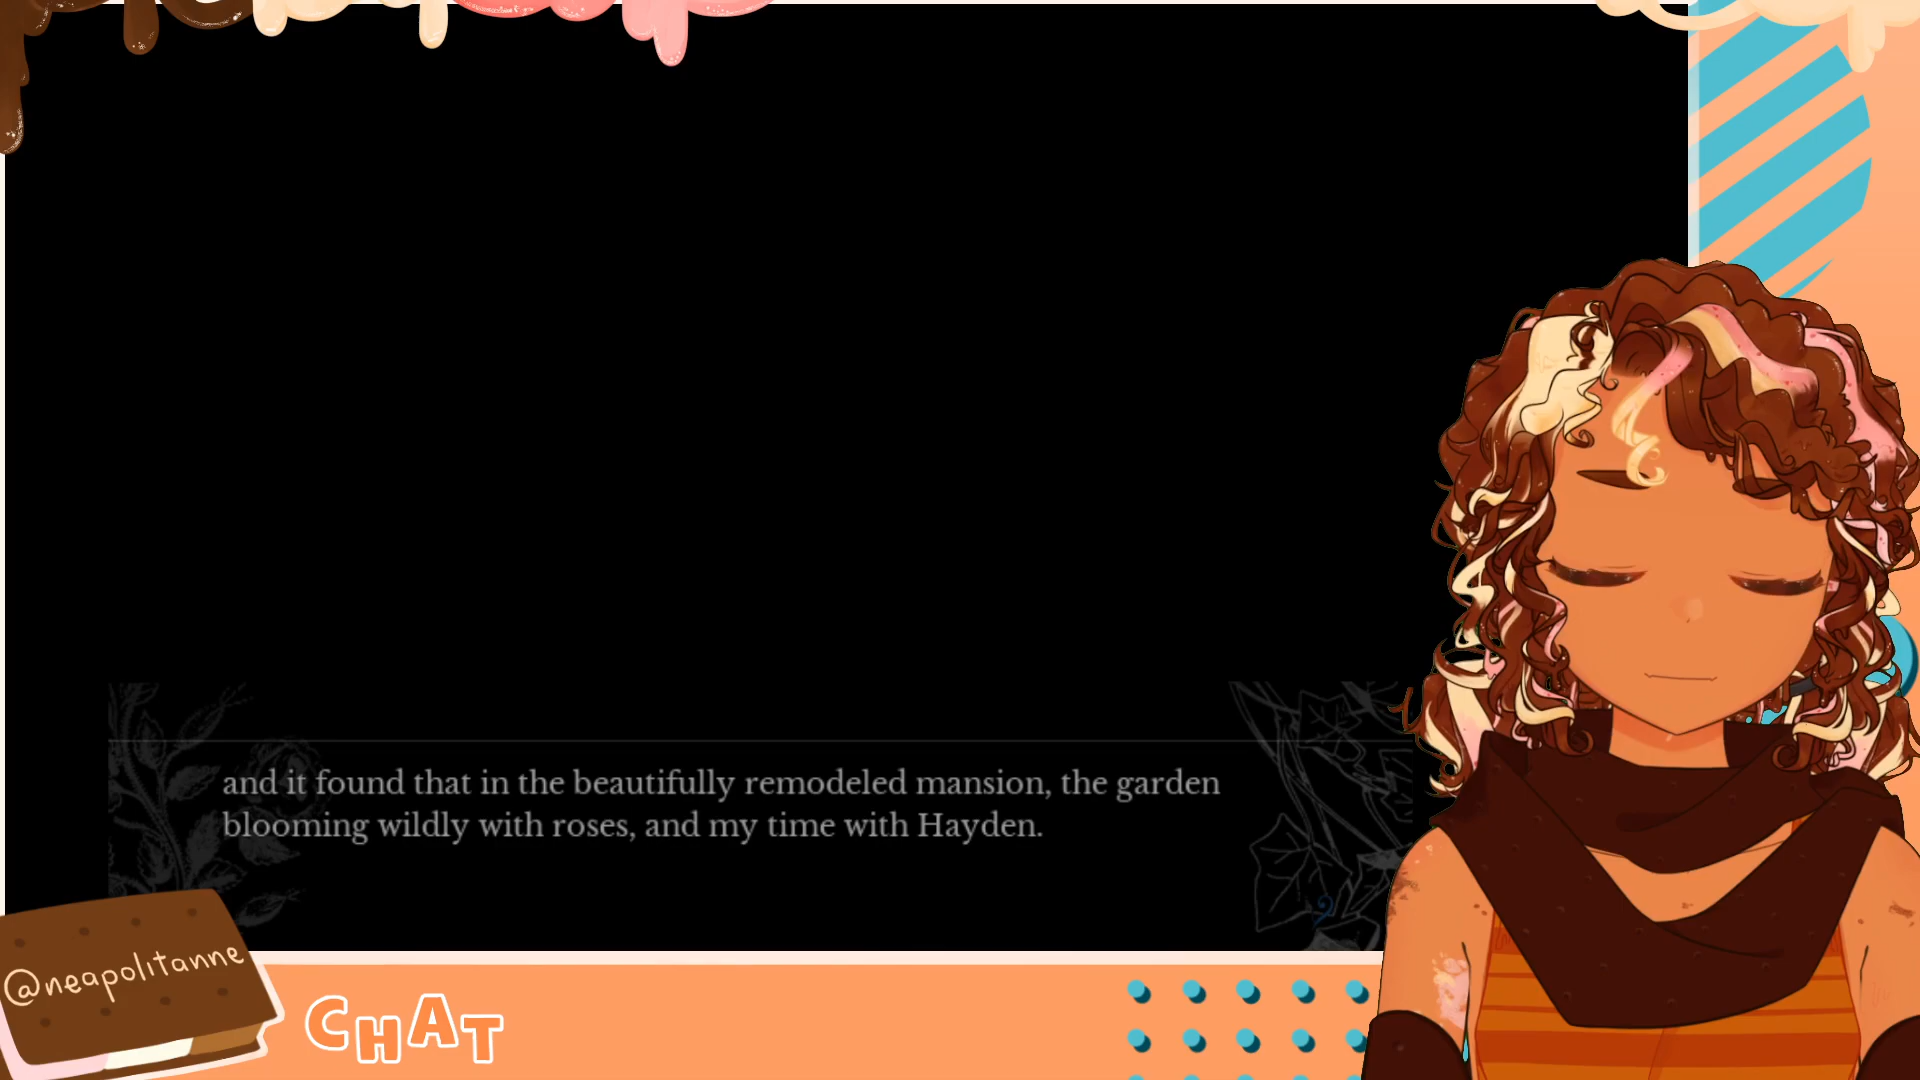 and it found that in the beautifully remodeled mansion, the garden
blooming wildly with roses, and my time with Hayden.
@neapolitanne
CHAT